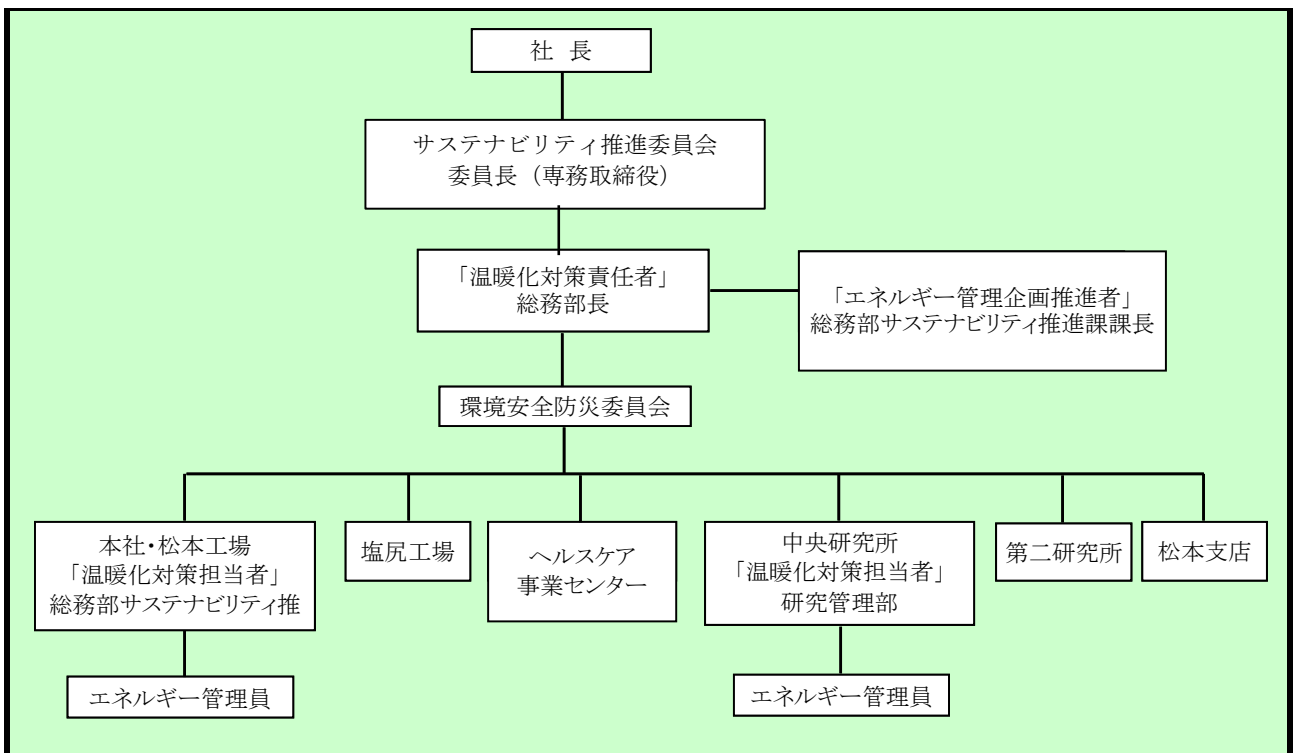 社 長
サステナビリティ推進委員会
委員長（専務取締役）
「温暖化対策責任者」
総務部長
「エネルギー管理企画推進者」
総務部サステナビリティ推進課課長
環境安全防災委員会
本社・松本工場
「温暖化対策担当者」
総務部サステナビリティ推
塩尻工場
ヘルスケア
事業センター
中央研究所
「温暖化対策担当者」
研究管理部
第二研究所
松本支店
エネルギー管理員
エネルギー管理員